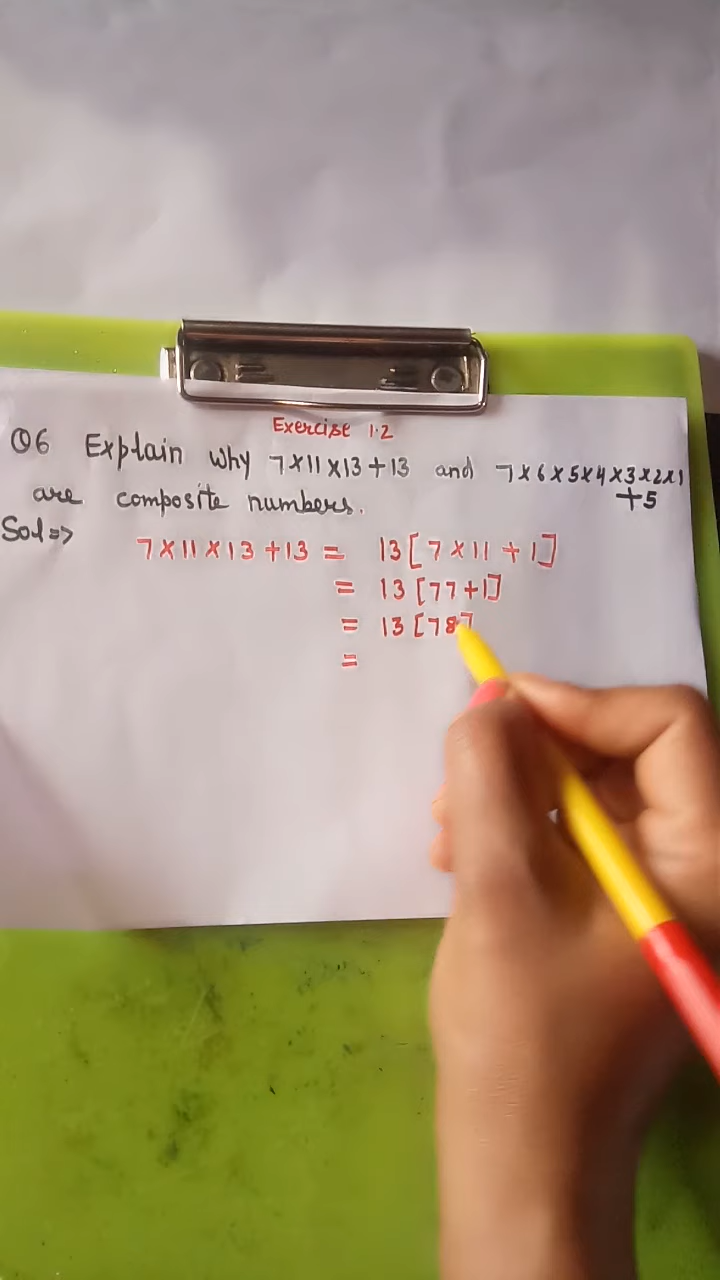 Exercise 1.2
Q6 Explain why 7×11×13+13 and 7×6×5×4×3×2×1
are composite numbers. +5
Sol⇒
7×11×13+13 = 13[7×11+1]
= 13[77+1]
= 13[78]
=